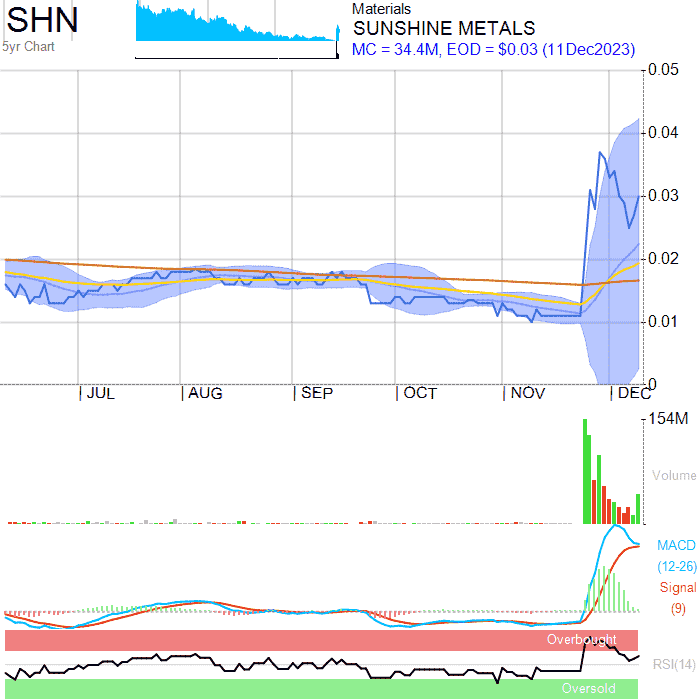 SHN
5yr Chart
Materials
SUNSHINE METALS
MC = 34.4M, EOD = $0.03 (11Dec2023)
0.05
0.04
0.03
0.02
0.01
0
JUL AUG SEP OCT NOV DEC
154M
Volume
MACD
(12-26)
Signal
(9)
Overbought
RSI(14)
Oversold